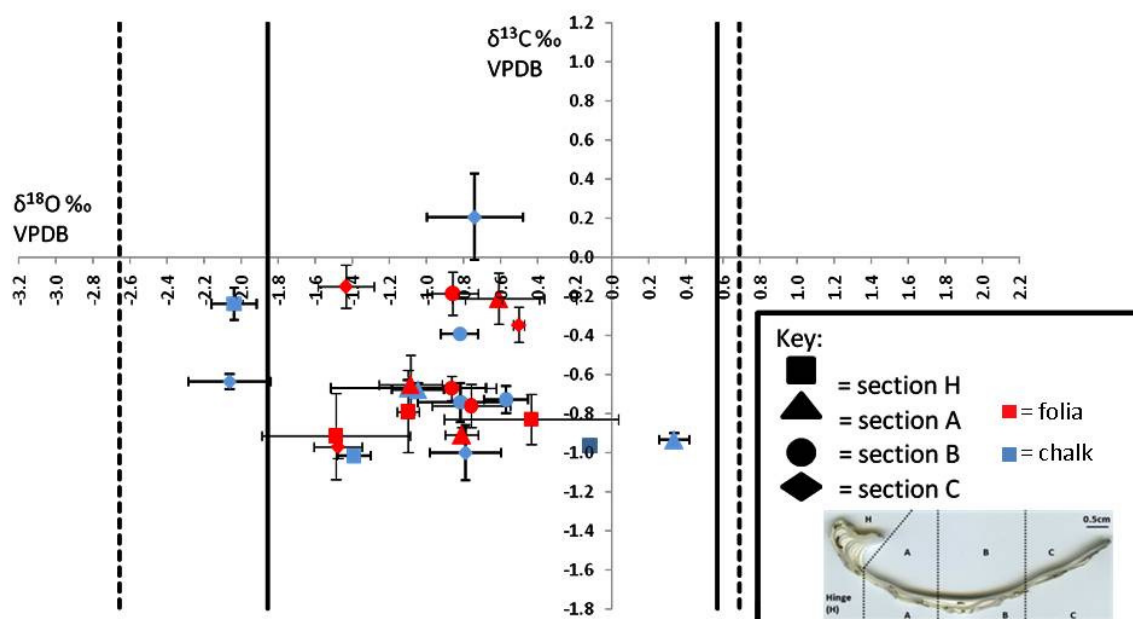 δ¹³C ‰
VPDB
δ¹⁸O ‰
VPDB
1.2
1.0
0.8
0.6
0.4
0.2
0.0
-0.2
-0.4
-0.6
-0.8
-1.0
-1.2
-1.4
-1.6
-1.8
-3.2 -3.0 -2.8 -2.6 -2.4 -2.2 -2.0 -1.8 -1.6 -1.4 -1.2 -1.0 -0.8 -0.6 -0.4 -0.2 0.0 0.2 0.4 0.6 0.8 1.0 1.2 1.4 1.6 1.8 2.0 2.2
Key:
= section H
= section A
= section B
= section C
= folia
= chalk
H
A
B
C
0.5cm
Hinge
(H)
A
B
C